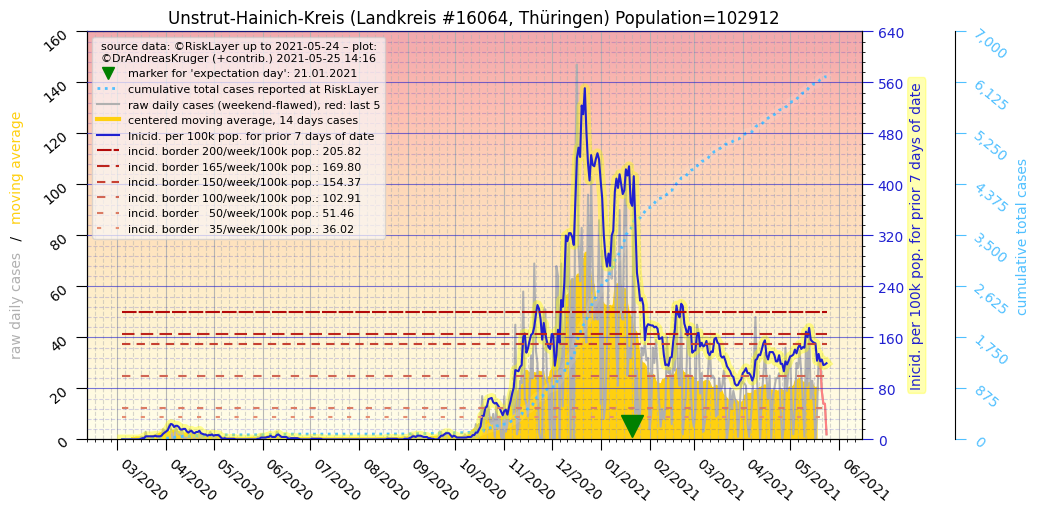 Unstrut-Hainich-Kreis (Landkreis #16064, Thüringen) Population=102912
source data: ©RiskLayer up to 2021-05-24 – plot:
©DrAndreasKruger (+contrib.) 2021-05-25 14:16
marker for 'expectation day': 21.01.2021
cumulative total cases reported at RiskLayer
raw daily cases (weekend-flawed), red: last 5
centered moving average, 14 days cases
Inicid. per 100k pop. for prior 7 days of date
incid. border 200/week/100k pop.: 205.82
incid. border 165/week/100k pop.: 169.80
incid. border 150/week/100k pop.: 154.37
incid. border 100/week/100k pop.: 102.91
incid. border   50/week/100k pop.: 51.46
incid. border   35/week/100k pop.: 36.02
raw daily cases   /   moving average
160
140
120
100
80
60
40
20
0
03/2020
04/2020
05/2020
06/2020
07/2020
08/2020
09/2020
10/2020
11/2020
12/2020
01/2021
02/2021
03/2021
04/2021
05/2021
06/2021
640
560
480
400
320
240
160
80
0
Inicid. per 100k pop. for prior 7 days of date
7,000
6,125
5,250
4,375
3,500
2,625
1,750
875
0
cumulative total cases